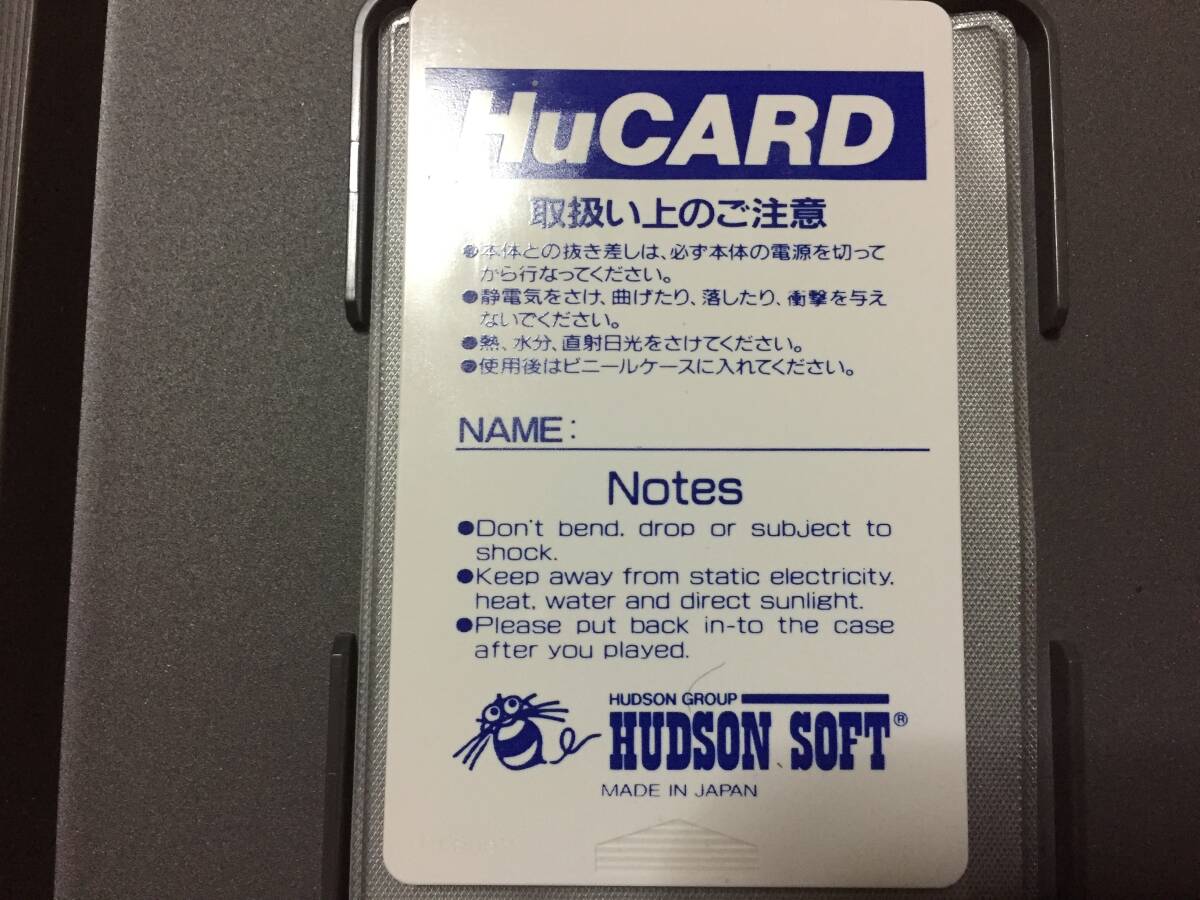 HuCARD
取扱い上のご注意
●本体との抜き差しは、必ず本体の電源を切って
から行なってください。
●静電気をさけ、曲げたり、落したり、衝撃を与え
ないでください。
●熱、水分、直射日光をさけてください。
●使用後はビニールケースに入れてください。
NAME:
Notes
●Don't bend, drop or subject to
shock.
●Keep away from static electricity,
heat, water and direct sunlight.
●Please put back in-to the case
after you played.
HUDSON GROUP
HUDSON SOFT®
MADE IN JAPAN